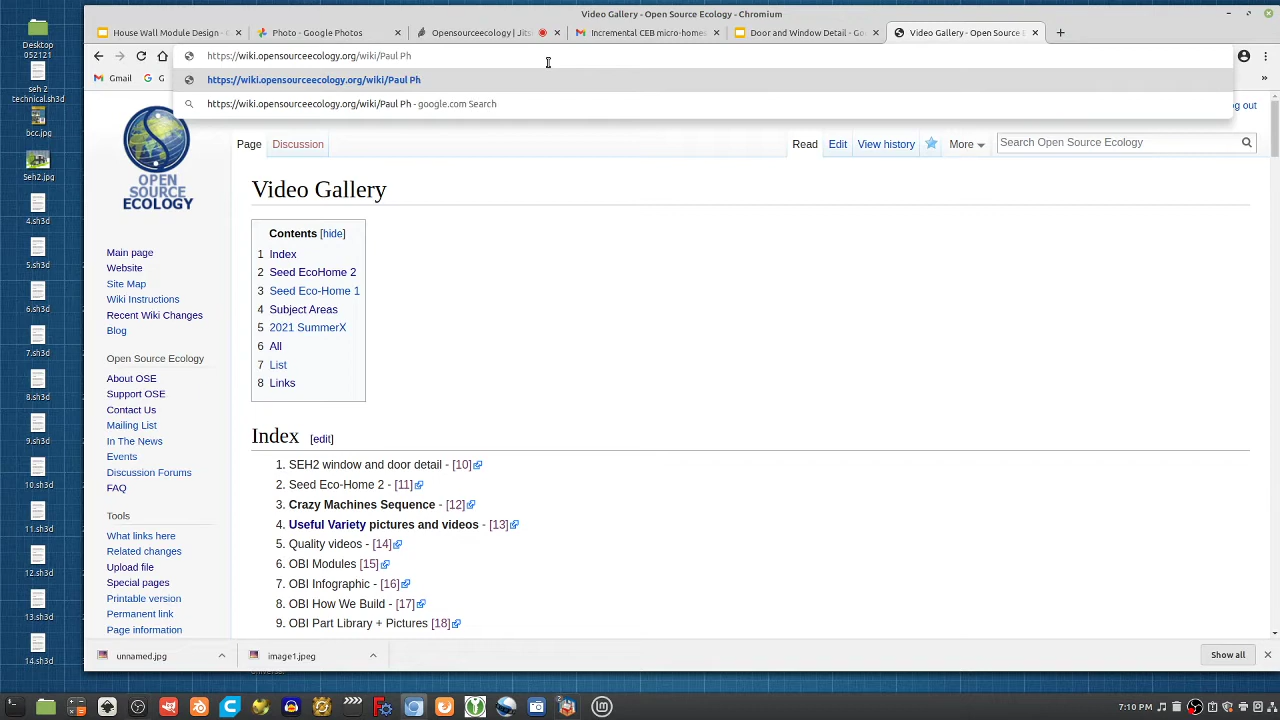 Video Gallery - Open Source Ecology - Chromium
House Wall Module Design -
Photo - Google Photos
Jits
Incremental and micro-home
Door and Window Detail - Go
Video Gallery - Open Source E
https://wiki.opensourceecology.org/wiki/Paul Ph
https://wiki.opensourceecology.org/wiki/Paul Ph
https://wiki.opensourceecology.org/wiki/Paul Ph - google.com
Gmail
og out
Desktop 052121
seh 2 technical.sh3d
bcc.jpg
Seh2.jpg
4.sh3d
5.sh3d
6.sh3d
7.sh3d
8.sh3d
9.sh3d
10.sh3d
11.sh3d
12.sh3d
13.sh3d
14.sh3d
OPEN
SOURCE
ECOLOGY
Main page
Website
Site Map
Wiki Instructions
Recent Wiki Changes
Blog
Open Source Ecology
About OSE
Support OSE
Contact Us
Mailing List
In The News
Events
Discussion Forums
FAQ
Tools
What links here
Related changes
Upload file
Special pages
Printable version
Permanent link
Page information
Page
Discussion
Read
Edit
View history
More
Search Open Source Ecology
Video Gallery
Contents [hide]
1 Index
2 Seed EcoHome 2
3 Seed Eco-Home 1
4 Subject Areas
5 2021 SummerX
6 All
7 List
8 Links
Index [edit]
1. SEH2 window and door detail - [10]
2. Seed Eco-Home 2 - [11]
3. Crazy Machines Sequence - [12]
4. Useful Variety pictures and videos - [13]
5. Quality videos - [14]
6. OBI Modules [15]
7. OBI Infographic - [16]
8. OBI How We Build - [17]
9. OBI Part Library + Pictures [18]
unnamed.jpg
image1.jpeg
Show all
7:10 PM